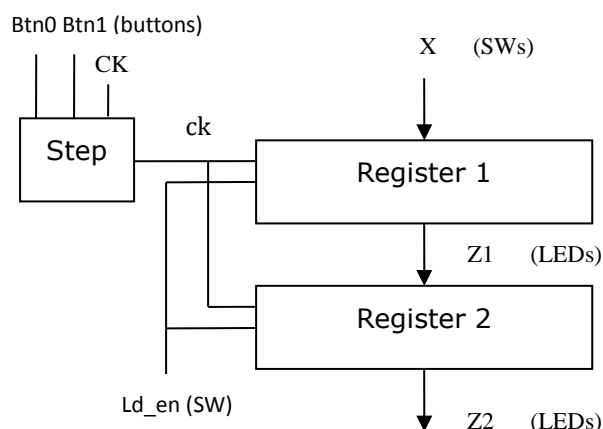 Btn0 Btn1 (buttons)
CK
X (SWs)
ck
Step
Register 1
Z1 (LEDs)
Register 2
Ld_en (SW)
Z2 (LEDs)